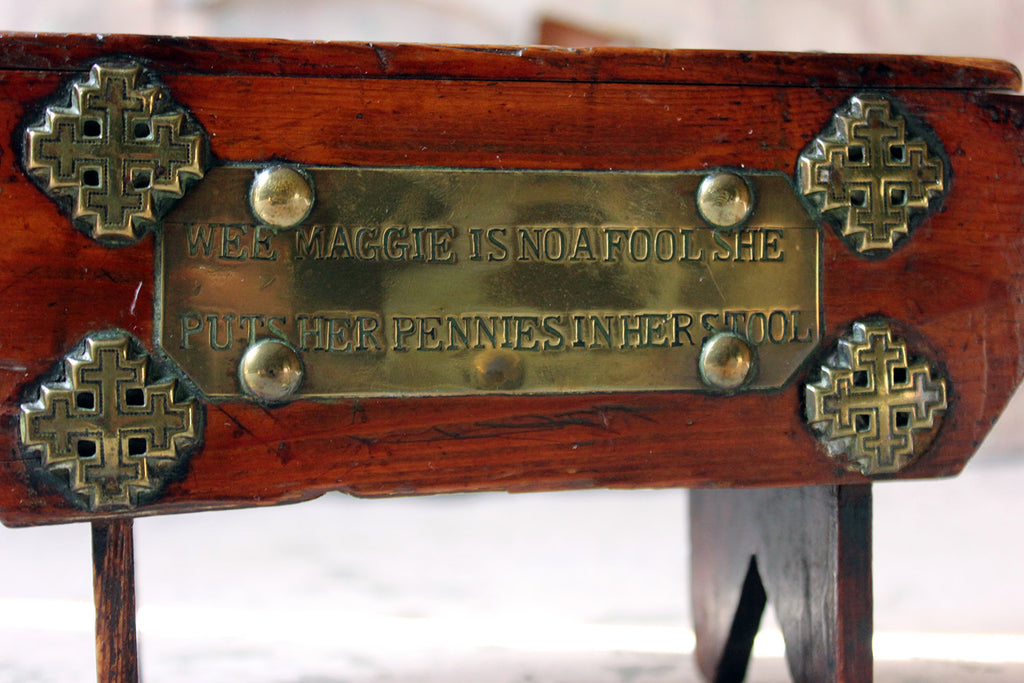 WEE MAGGIE IS NO A FOOL SHE
PUTS HER PENNIES IN HER STOOL